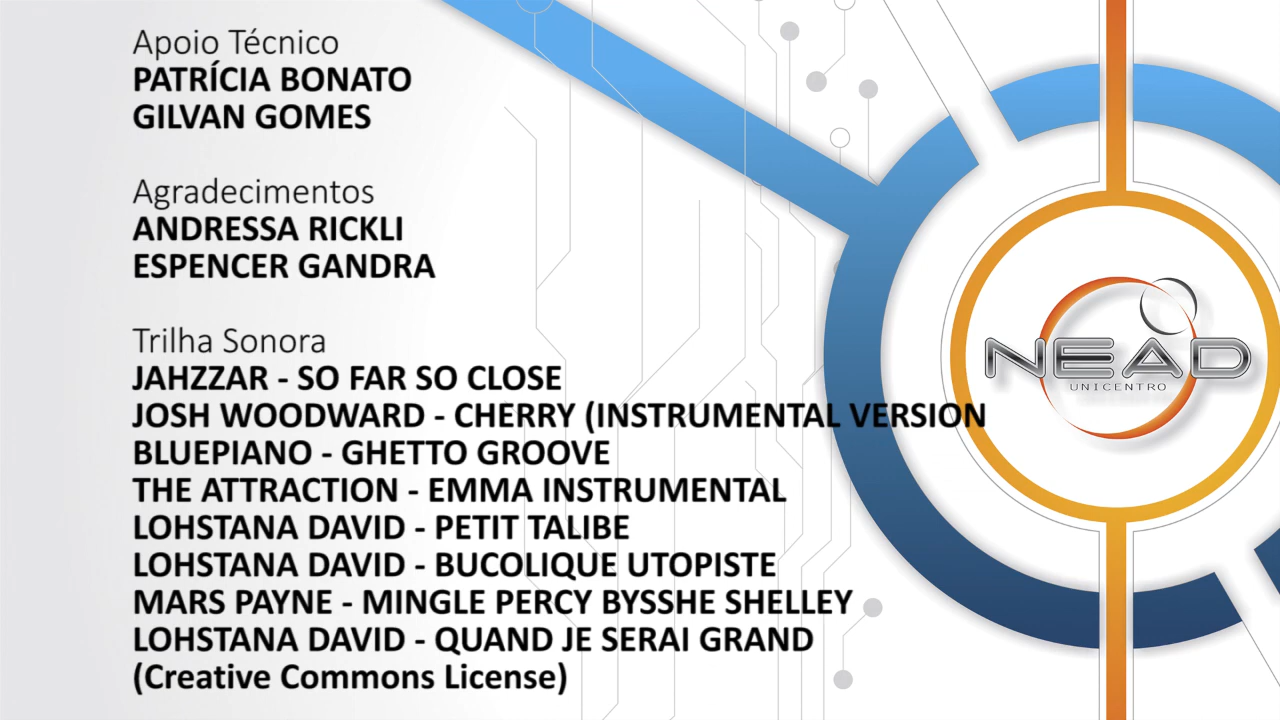 Apoio Técnico
PATRÍCIA BONATO
GILVAN GOMES
Agradecimentos
ANDRESSA RICKLI
ESPENCER GANDRA
Trilha Sonora
JAHZZAR - SO FAR SO CLOSE
JOSH WOODWARD - CHERRY (INSTRUMENTAL VERSION
BLUEPIANO - GHETTO GROOVE
THE ATTRACTION - EMMA INSTRUMENTAL
LOHSTANA DAVID - PETIT TALIBE
LOHSTANA DAVID - BUCOLIQUE UTOPISTE
MARS PAYNE - MINGLE PERCY BYSSHE SHELLEY
LOHSTANA DAVID - QUAND JE SERAI GRAND
(Creative Commons License)
NEAD
UNICENTRO